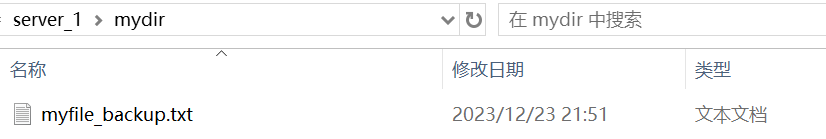 server_1 > mydir 在 mydir 中搜索
名称 修改日期 类型
myfile_backup.txt 2023/12/23 21:51 文本文档